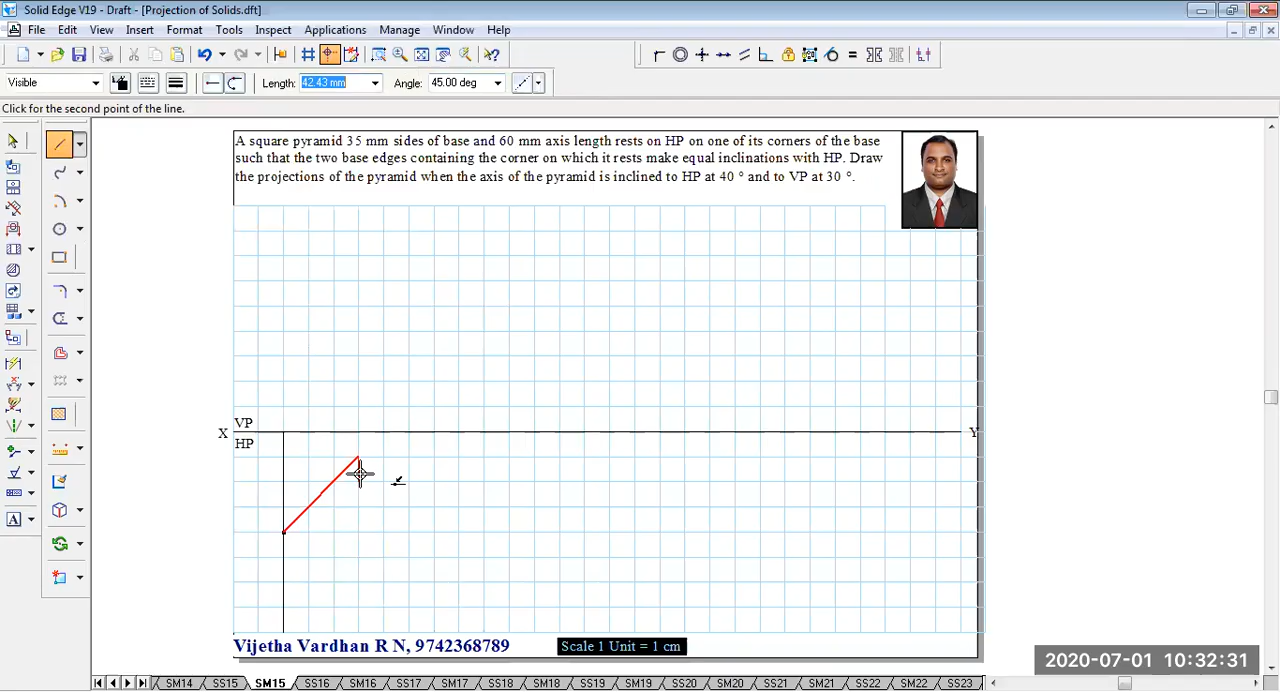 Solid Edge V19 - Draft - [Projection of Solids.dft]
File Edit View Insert Format Tools Inspect Applications Manage Window Help
Visible Length: 42.43 mm Angle: 45.00 deg
Click for the second point of the line.
A square pyramid 35 mm sides of base and 60 mm axis length rests on HP on one of its corners of the base
such that the two base edges containing the corner on which it rests make equal inclinations with HP. Draw
the projections of the pyramid when the axis of the pyramid is inclined to HP at 40 ° and to VP at 30 °.
VP
X Y
HP
A
Vijetha Vardhan R N, 9742368789 Scale 1 Unit = 1 cm
2020-07-01 10:32:31
SM14 SS15 SM15 SS16 SM16 SS17 SM17 SS18 SM18 SS19 SM19 SS20 SM20 SS21 SM21 SS22 SM22 SS23